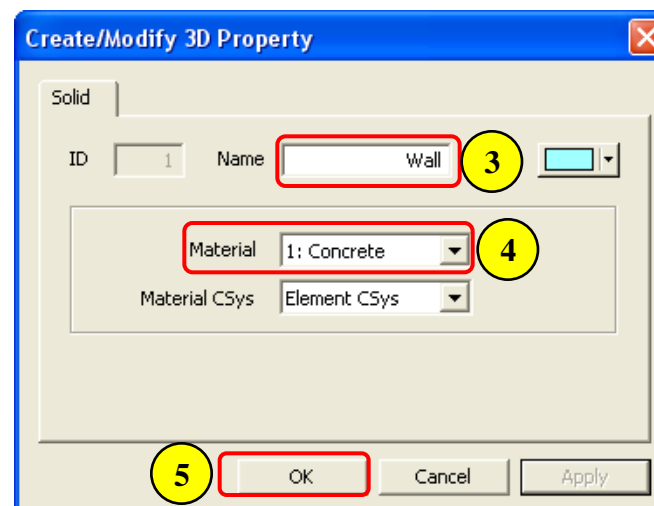 Create/Modify 3D Property
Solid
ID 1 Name Wall 3
Material 1: Concrete 4
Material CSys Element CSys
5 OK Cancel Apply